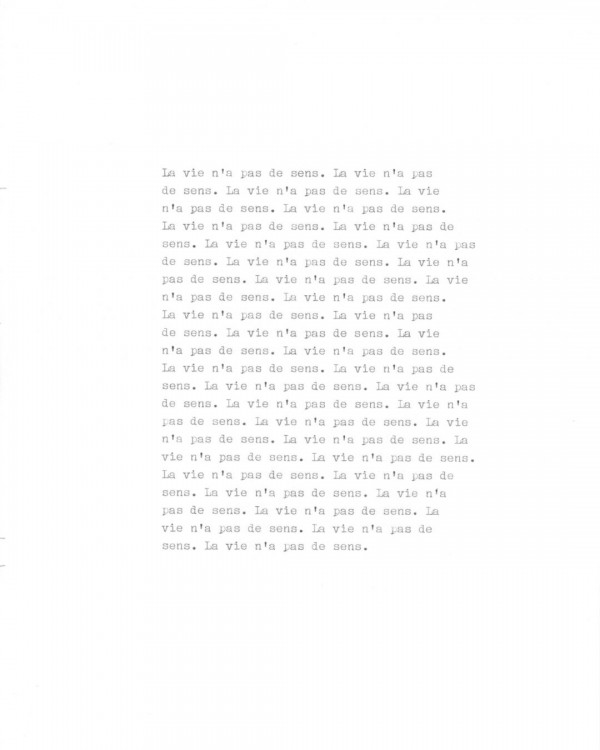 La vie n'a pas de sens. La vie n'a pas
de sens. La vie n'a pas de sens. La vie
n'a pas de sens. La vie n'a pas de sens.
La vie n'a pas de sens. La vie n'a pas de
sens. La vie n'a pas de sens. La vie n'a pas
de sens. La vie n'a pas de sens. La vie n'a
pas de sens. La vie n'a pas de sens. La vie
n'a pas de sens. La vie n'a pas de sens.
La vie n'a pas de sens. La vie n'a pas
de sens. La vie n'a pas de sens. La vie
n'a pas de sens. La vie n'a pas de sens.
La vie n'a pas de sens. La vie n'a pas de
sens. La vie n'a pas de sens. La vie n'a pas
de sens. La vie n'a pas de sens. La vie n'a
pas de sens. La vie n'a pas de sens. La vie
n'a pas de sens. La vie n'a pas de sens. La
vie n'a pas de sens. La vie n'a pas de sens.
La vie n'a pas de sens. La vie n'a pas de
sens. La vie n'a pas de sens. La vie n'a
pas de sens. La vie n'a pas de sens. La
vie n'a pas de sens. La vie n'a pas de
sens. La vie n'a pas de sens.